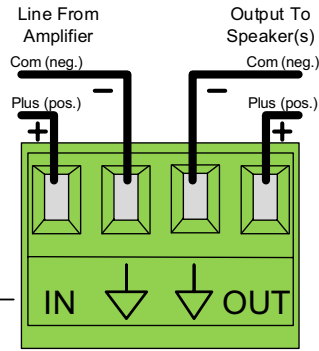 Line From
Amplifier
Output To
Speaker(s)
Com (neg.)
Com (neg.)
−
−
Plus (pos.)
Plus (pos.)
+
+
IN
OUT